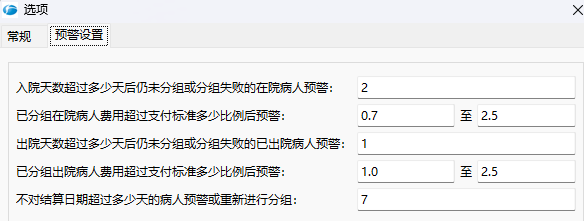 选项
常规 预警设置
入院天数超过多少天后仍未分组或分组失败的在院病人预警： 2
已分组在院病人费用超过支付标准多少比例后预警： 0.7 至 2.5
出院天数超过多少天后仍未分组或分组失败的已出院病人预警： 1
已分组出院病人费用超过支付标准多少比例后预警： 1.0 至 2.5
不对结算日期超过多少天的病人预警或重新进行分组： 7